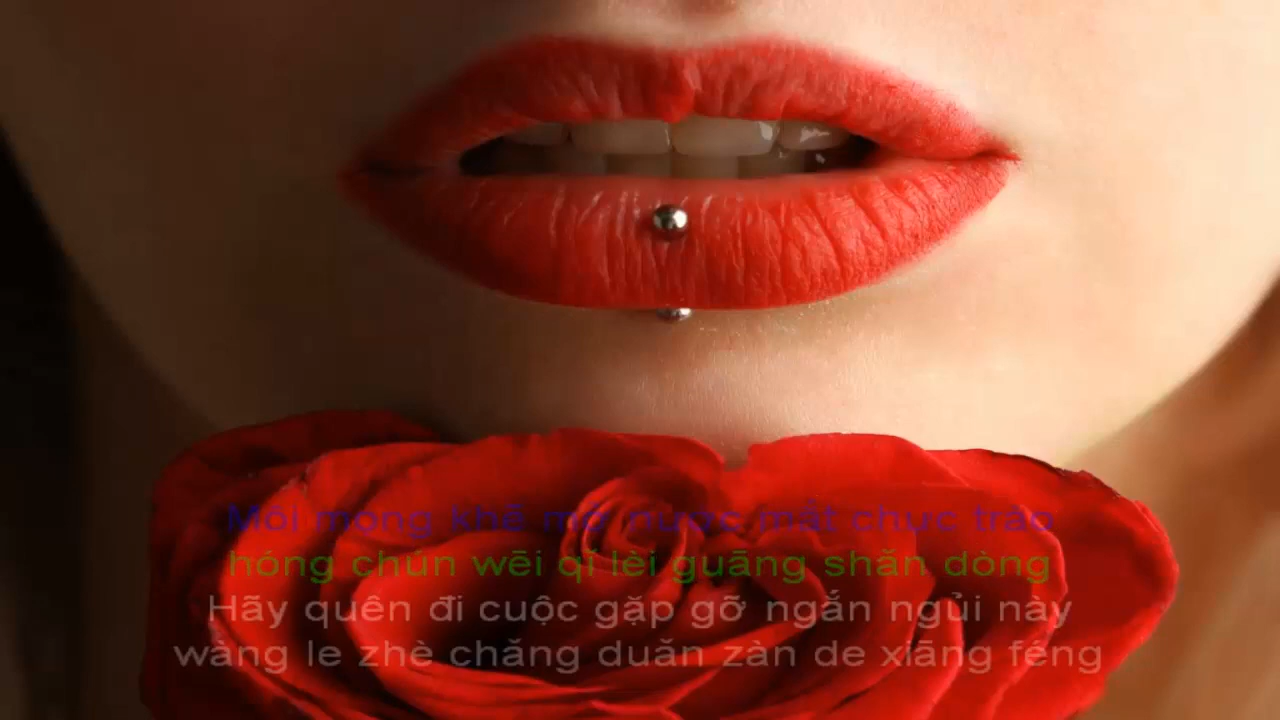 Môi mọng khẽ mở nước mắt chực trào
hóng chún wēi qǐ lèi guāng shǎn dòng
Hãy quên đi cuộc gặp gỡ ngắn ngủi này
wàng le zhè chǎng duǎn zàn de xiāng féng